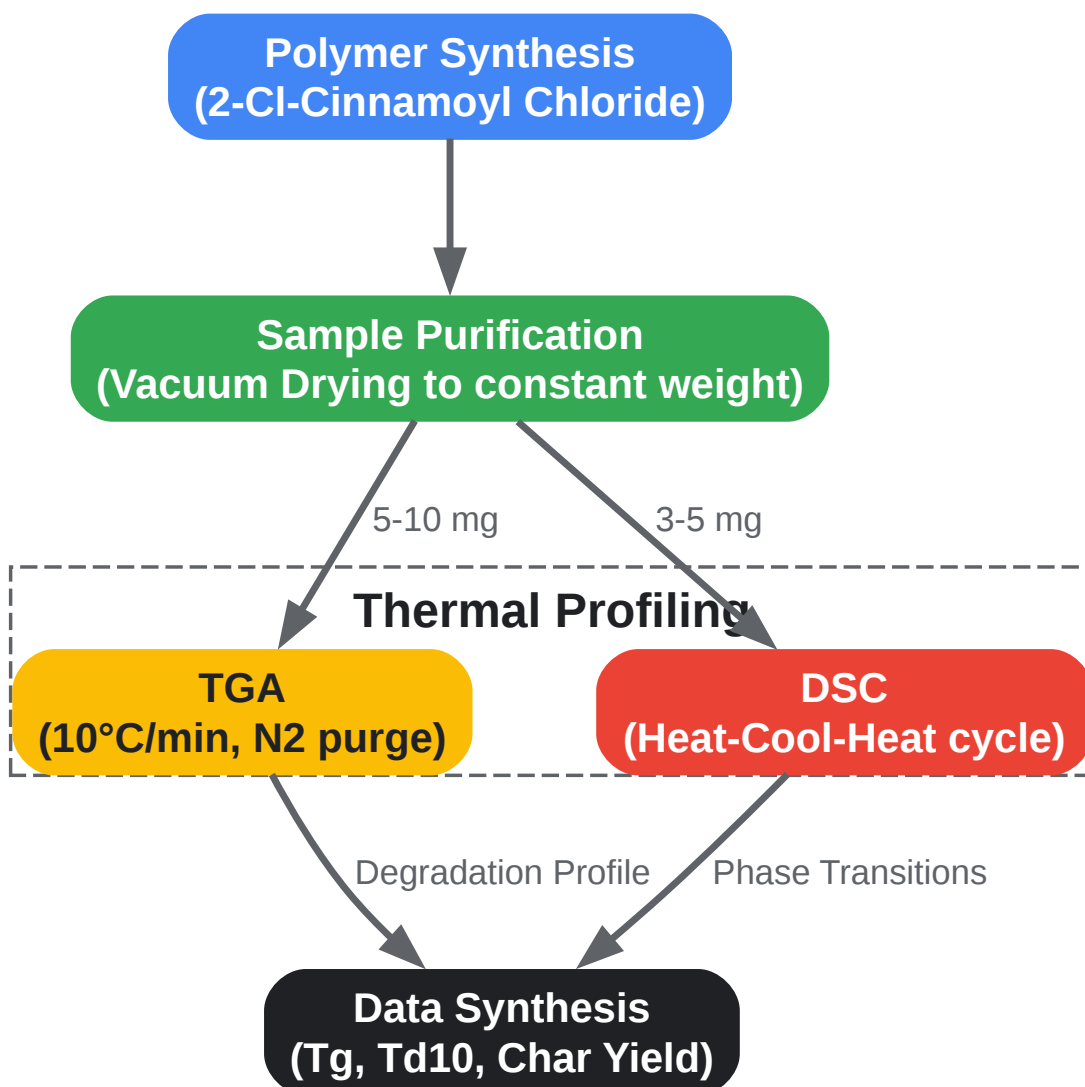 Polymer Synthesis
(2-Cl-Cinnamoyl Chloride)
Sample Purification
(Vacuum Drying to constant weight)
5-10 mg
3-5 mg
Thermal Profiling
TGA
(10°C/min, N2 purge)
DSC
(Heat-Cool-Heat cycle)
Degradation Profile
Phase Transitions
Data Synthesis
(Tg, Td10, Char Yield)